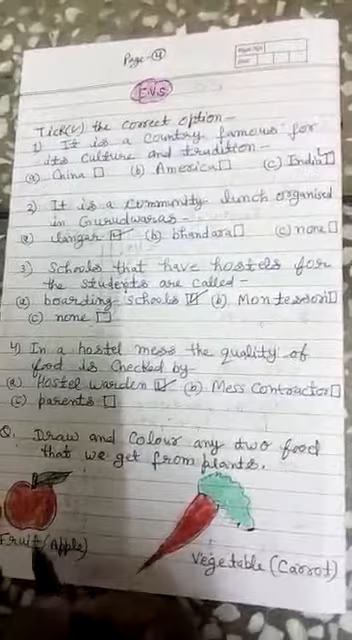 Page-4
EVS
Tick(✓) the correct option-
1) It is a country famous for
its culture and tradition-
(a) China □ (b) America □ (c) India ☑
2) It is a community lunch organised
in Gurudwaras-
(a) langar ☑ (b) bhandara □ (c) none □
3) Schools that have hostels for
the students are called-
(a) boarding schools ☑ (b) Montessori □
(c) none □
4) In a hostel mess the quality of
food is checked by-
(a) Hostel warden ☑ (b) Mess Contractor □
(c) parents □
Q. Draw and colour any two food
that we get from plants.
Fruit (Apple)
Vegetable (Carrot)